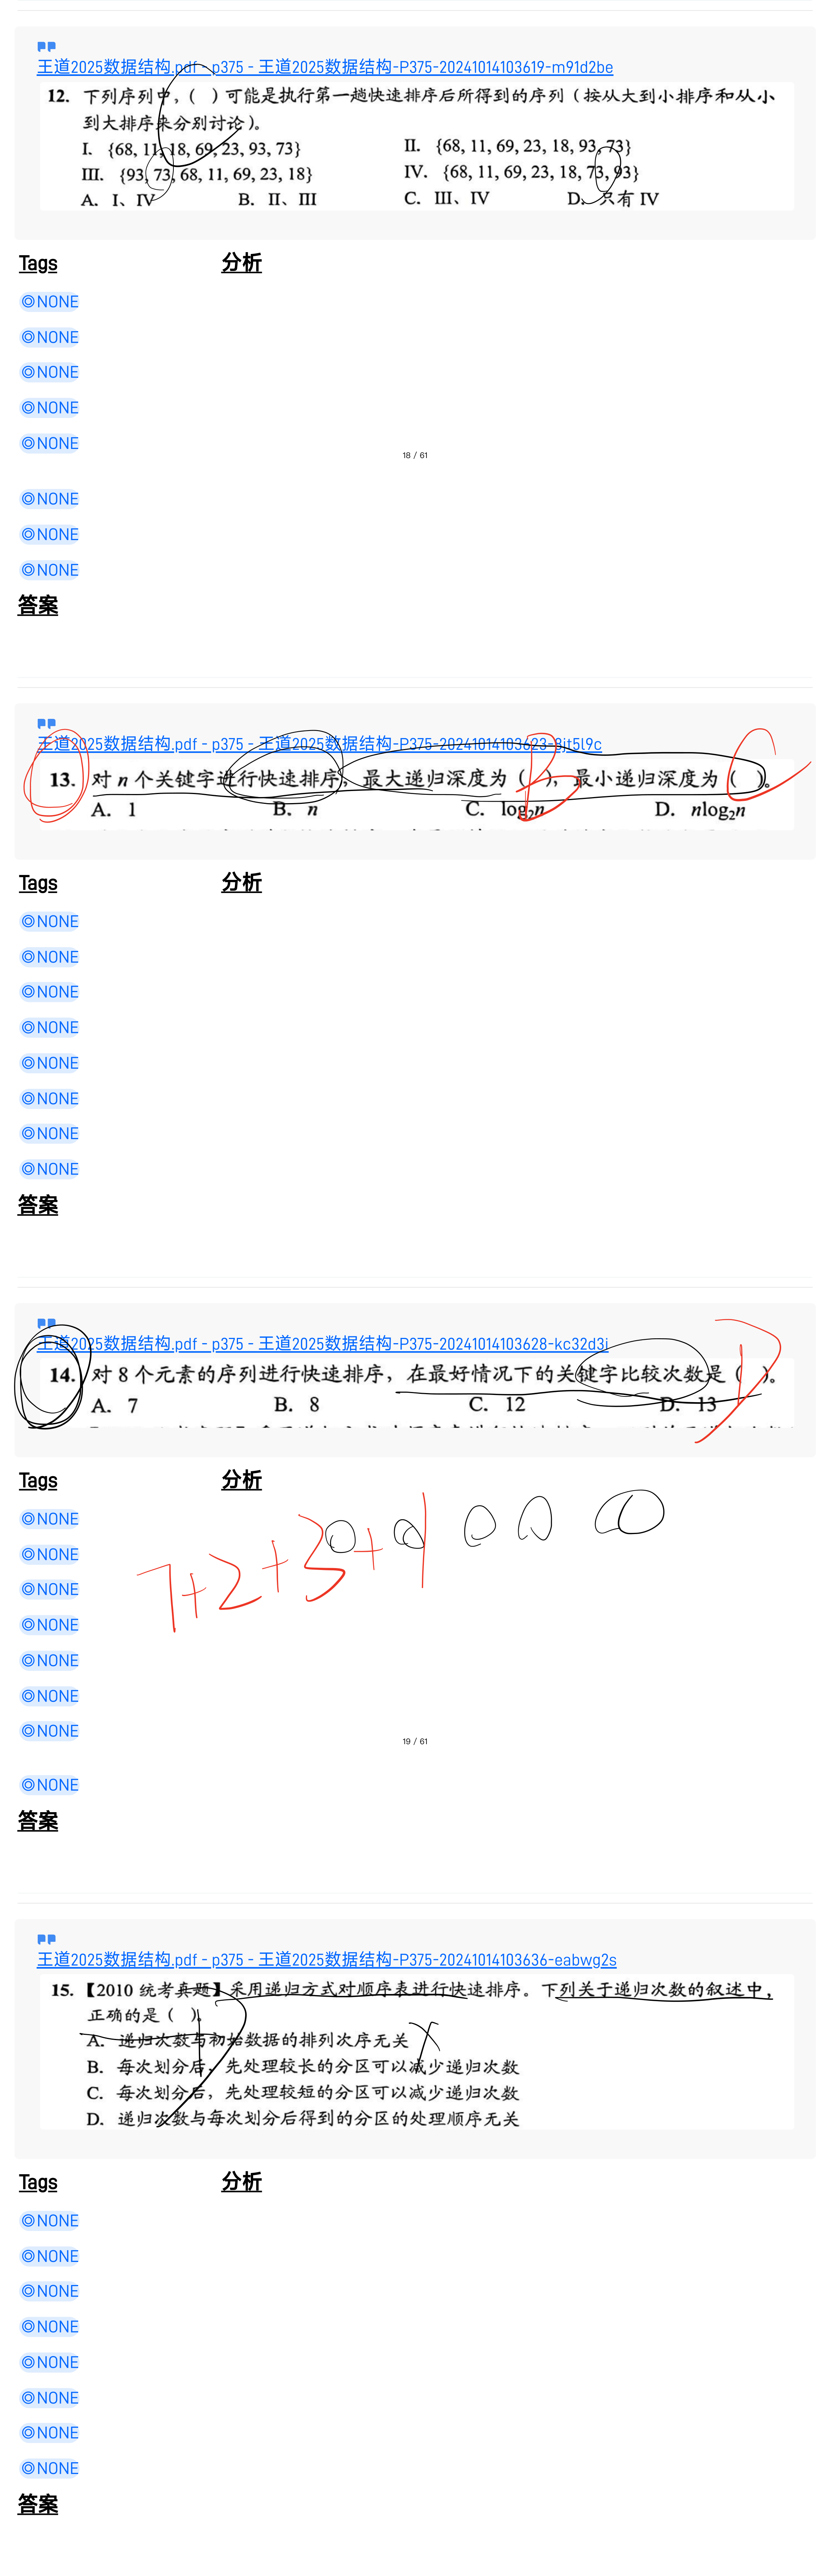 王道2025数据结构.pdf - p375 - 王道2025数据结构-P375-20241014103619-m91d2be
12. 下列序列中，( ) 可能是执行第一趟快速排序后所得到的序列（按从大到小排序和从小
到大排序来分别讨论）。
I. {68, 11, 18, 69, 23, 93, 73} II. {68, 11, 69, 23, 18, 93, 73}
III. {93, 73, 68, 11, 69, 23, 18} IV. {68, 11, 69, 23, 18, 73, 93}
A. I、IV B. II、III C. III、IV D. 只有 IV
Tags 分析
◎NONE
◎NONE
◎NONE
◎NONE
◎NONE
18 / 61
◎NONE
◎NONE
◎NONE
答案
王道2025数据结构.pdf - p375 - 王道2025数据结构-P375-20241014103623-8jt5l9c
13. 对 n 个关键字进行快速排序，最大递归深度为 ( B )，最小递归深度为 ( C )。
A. 1 B. n C. log₂n D. nlog₂n
Tags 分析
◎NONE
◎NONE
◎NONE
◎NONE
◎NONE
◎NONE
◎NONE
◎NONE
答案
王道2025数据结构.pdf - p375 - 王道2025数据结构-P375-20241014103628-kc32d3i
14. 对 8 个元素的序列进行快速排序，在最好情况下的关键字比较次数是 ( D )。
A. 7 B. 8 C. 12 D. 13
Tags 分析
◎NONE
7+2+3+1
◎NONE
◎NONE
◎NONE
◎NONE
◎NONE
◎NONE
19 / 61
◎NONE
答案
王道2025数据结构.pdf - p375 - 王道2025数据结构-P375-20241014103636-eabwg2s
15. 【2010 统考真题】采用递归方式对顺序表进行快速排序。下列关于递归次数的叙述中，
正确的是 ( )。
A. 递归次数与初始数据的排列次序无关
B. 每次划分后，先处理较长的分区可以减少递归次数
C. 每次划分后，先处理较短的分区可以减少递归次数
D. 递归次数与每次划分后得到的分区的处理顺序无关
Tags 分析
◎NONE
◎NONE
◎NONE
◎NONE
◎NONE
◎NONE
◎NONE
◎NONE
答案